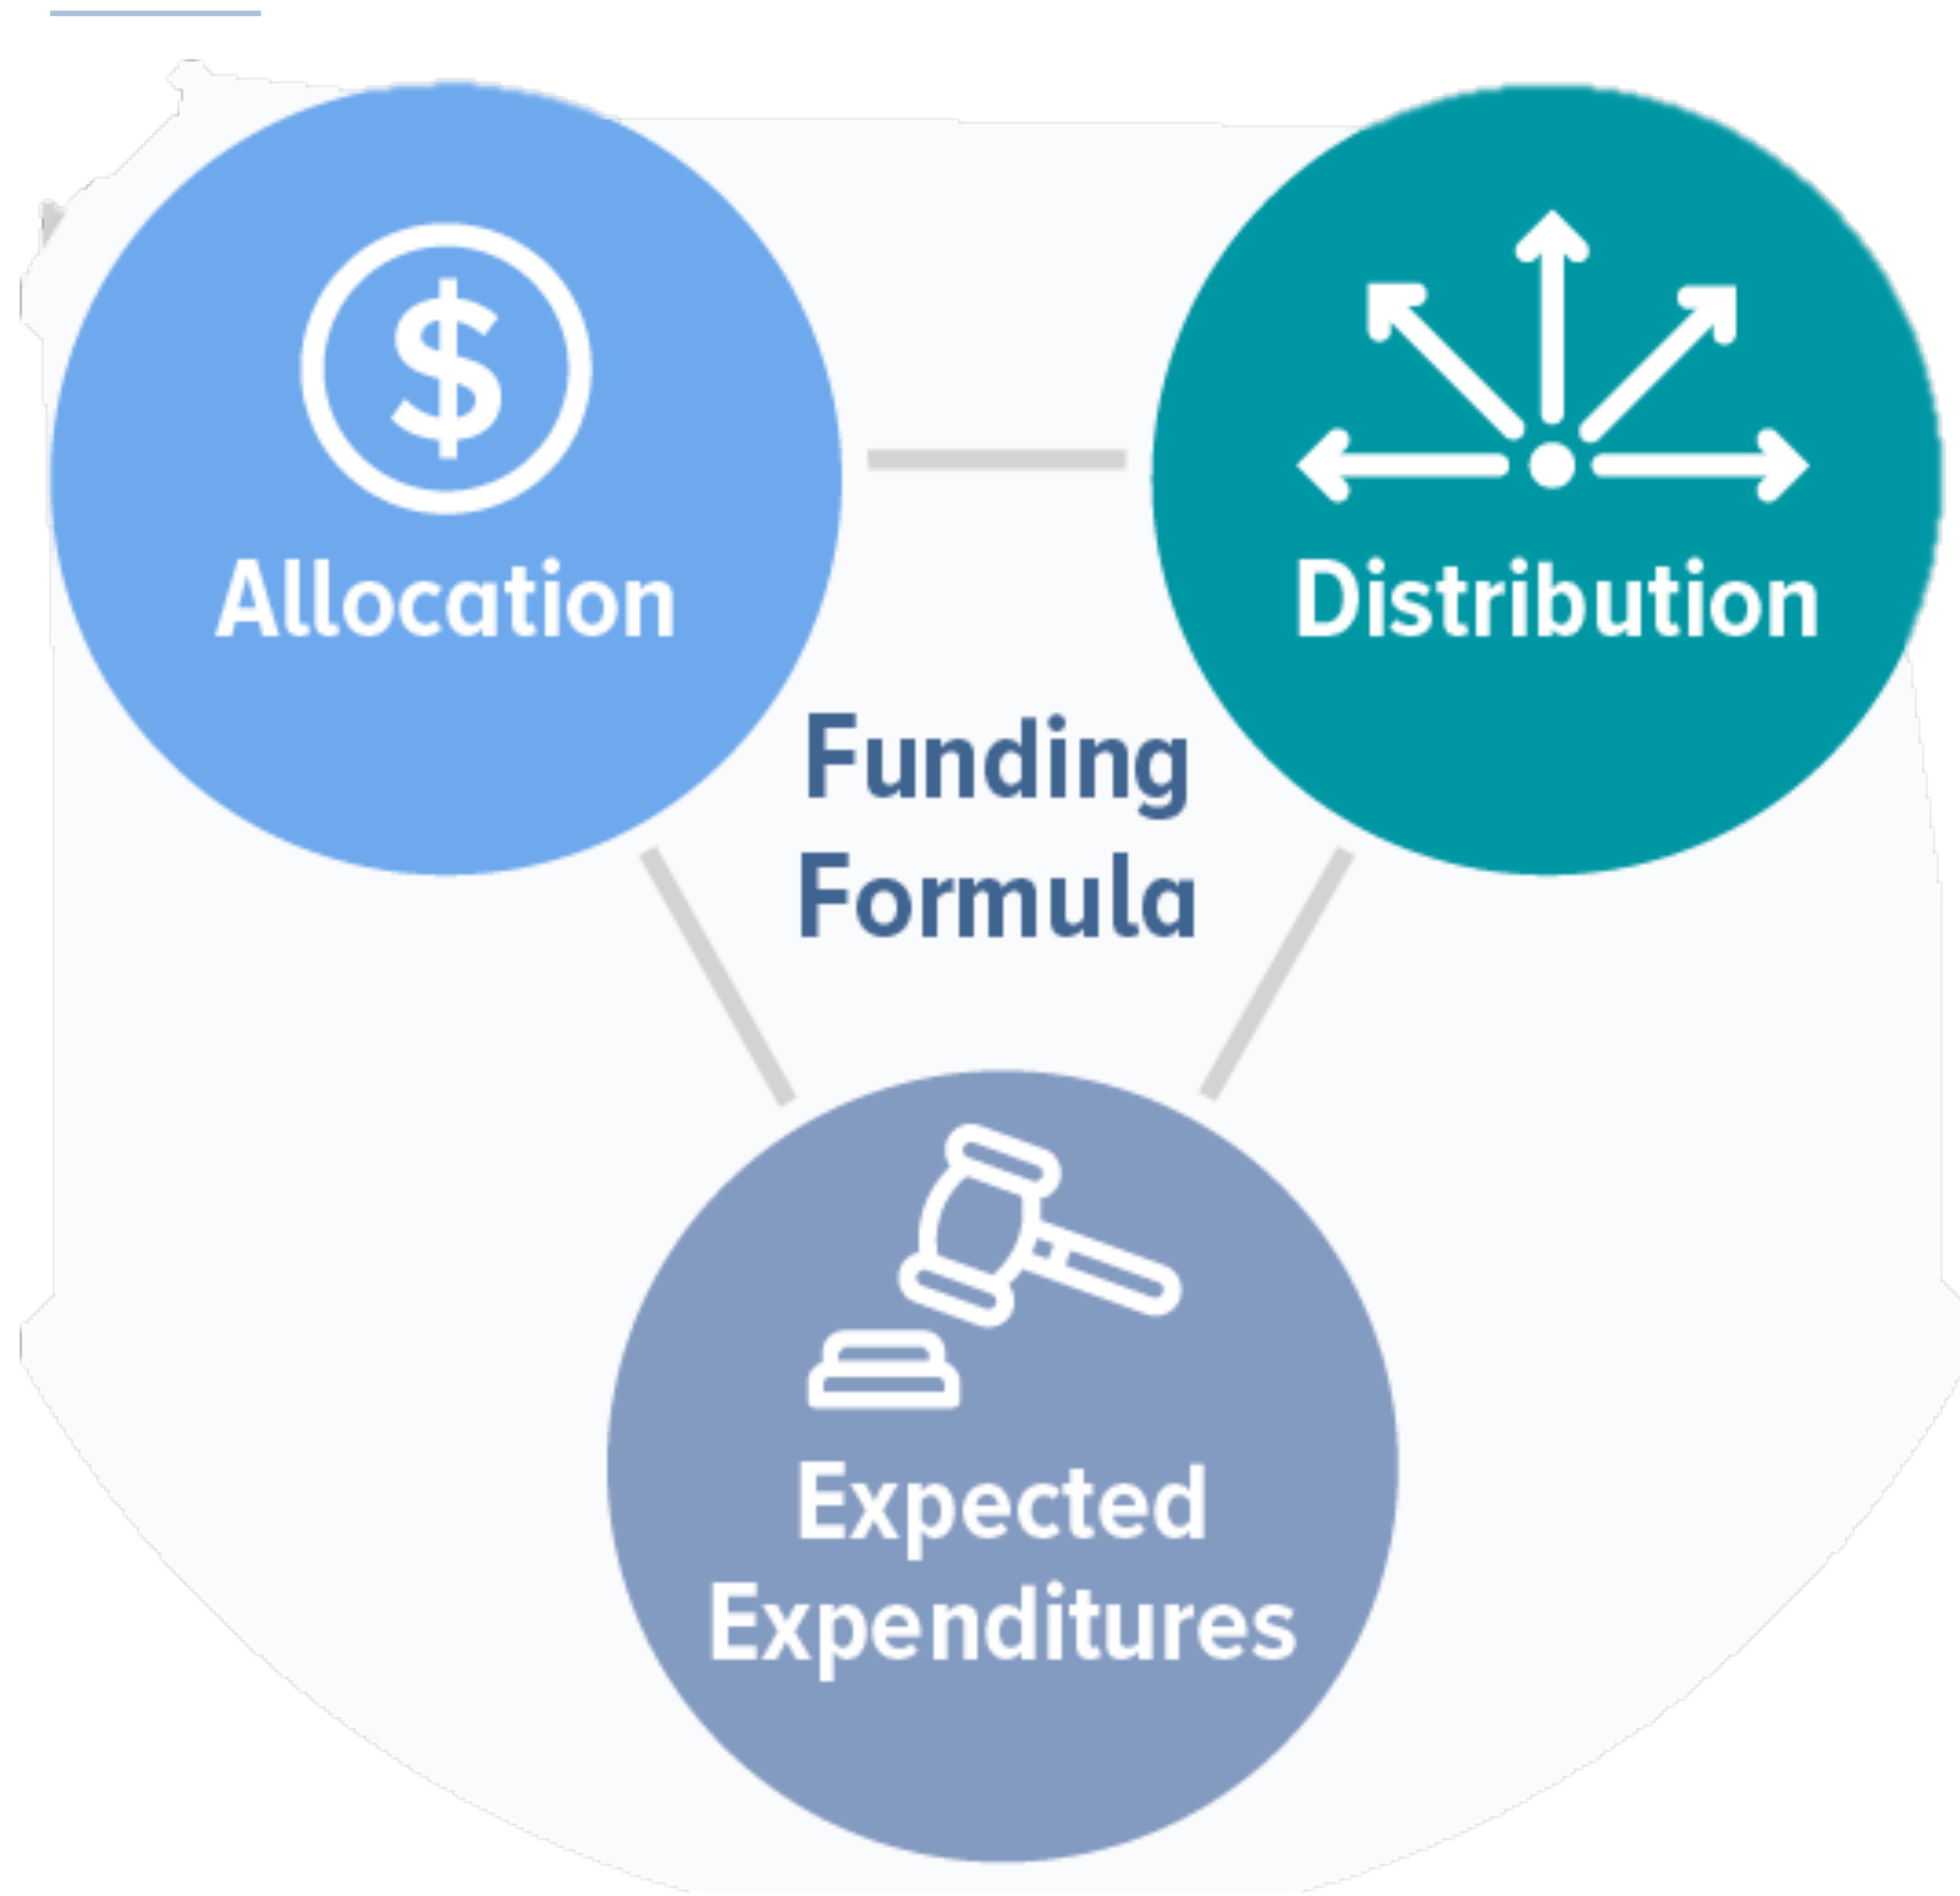 $
Allocation
Distribution
Funding
Formula
Expected
Expenditures